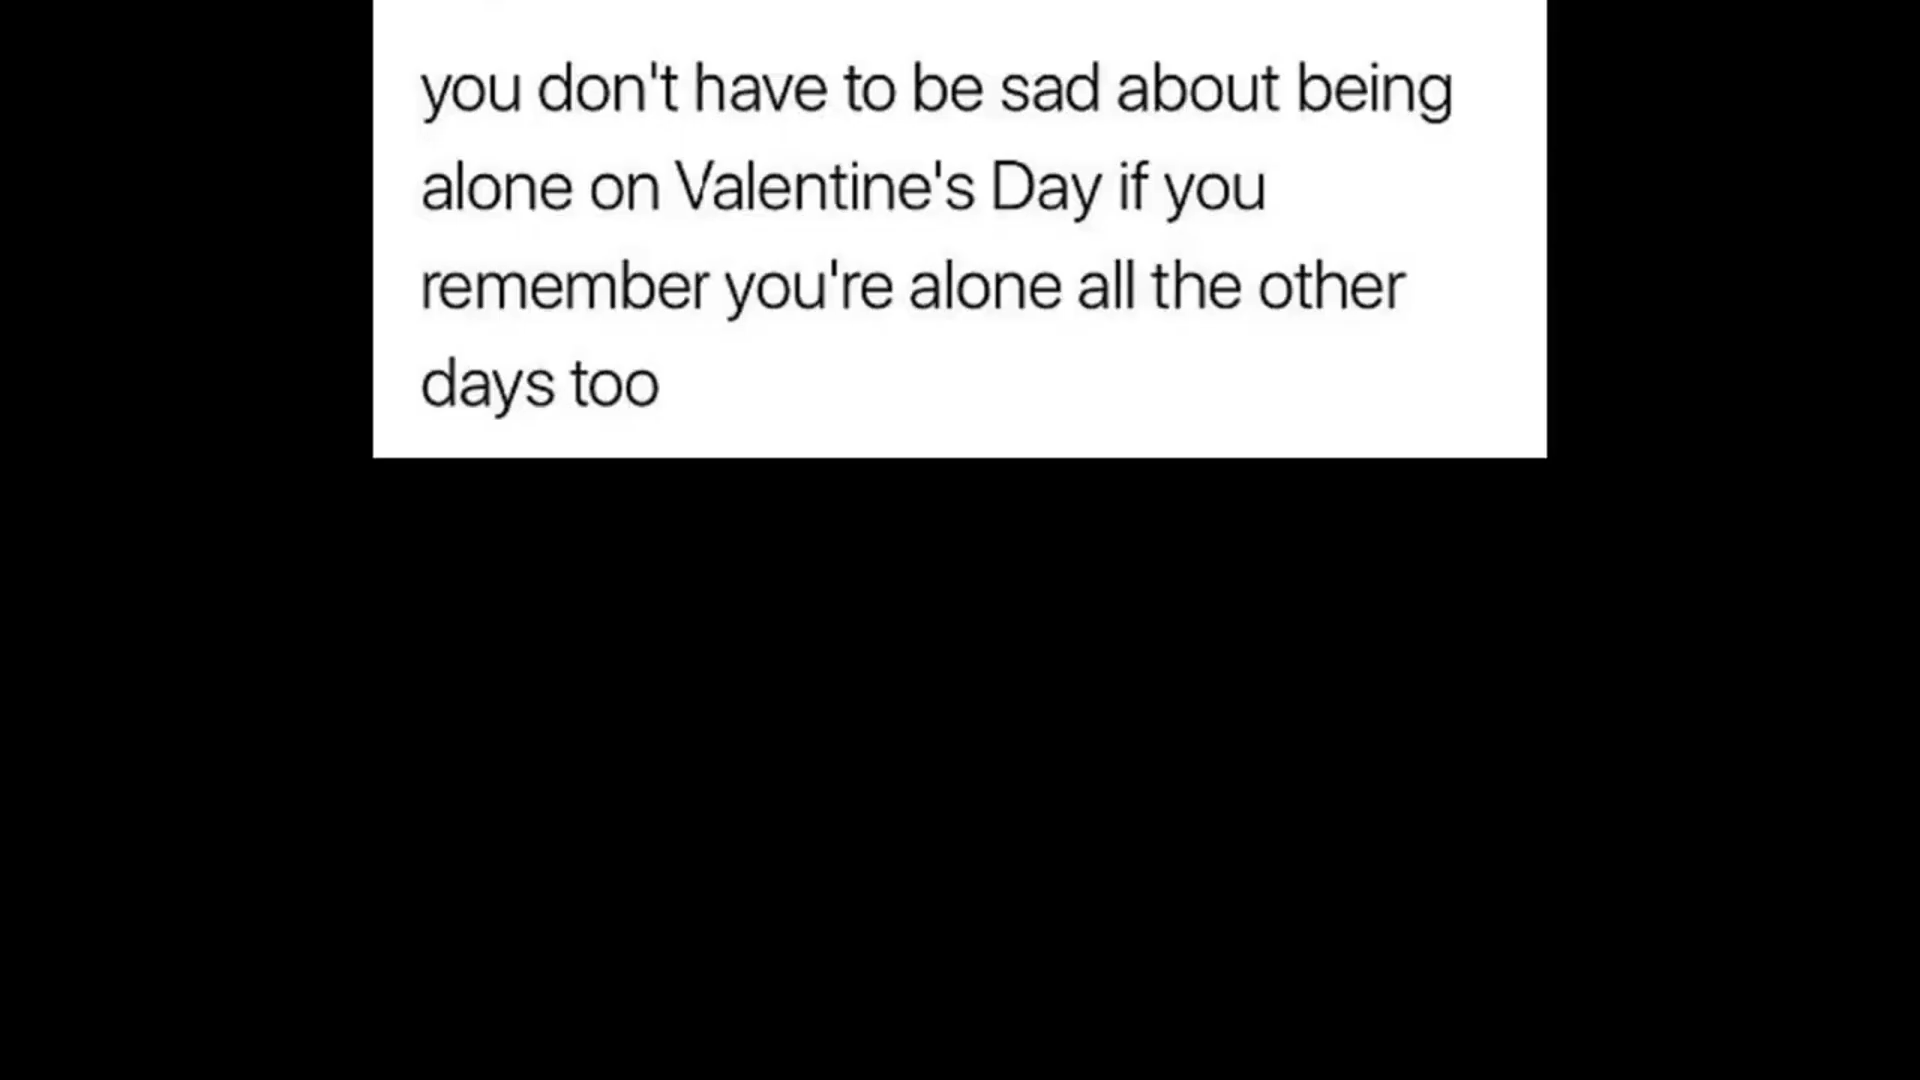 you don't have to be sad about being
alone on Valentine's Day if you
remember you're alone all the other
days too